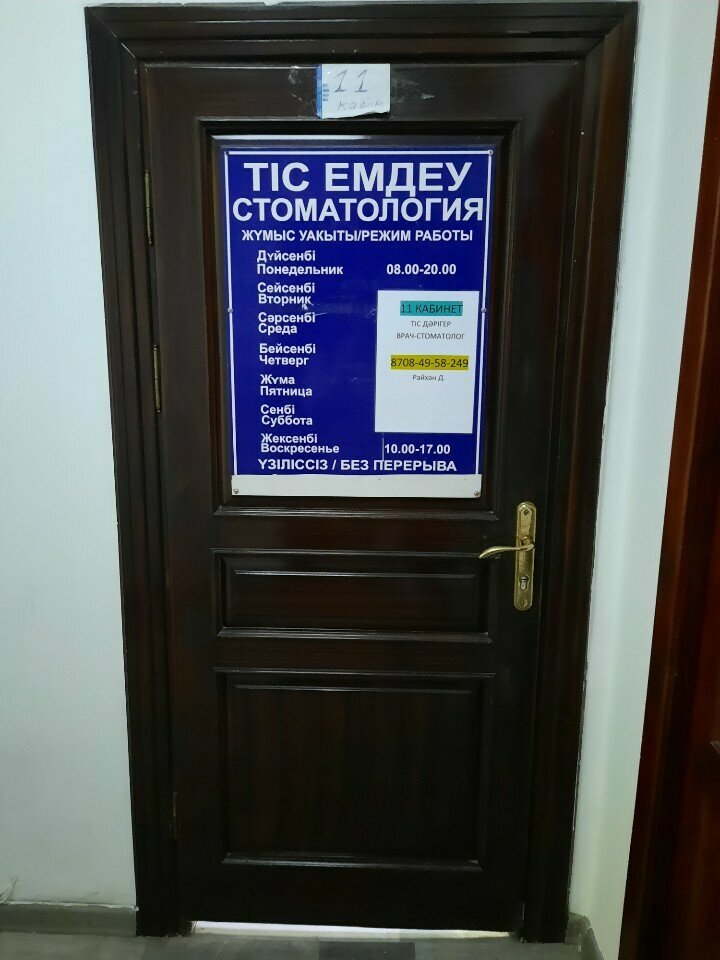 11
каб
ТІС ЕМДЕУ
СТОМАТОЛОГИЯ
ЖҰМЫС УАКЫТЫ/РЕЖИМ РАБОТЫ
Дүйсенбі
Понедельник 08.00-20.00
Сейсенбі
Вторник
Сәрсенбі
Среда
Бейсенбі
Четверг
Жұма
Пятница
Сенбі
Суббота
Жексенбі
Воскресенье 10.00-17.00
ҮЗІЛІССІЗ / БЕЗ ПЕРЕРЫВА
11 КАБИНЕТ
ТІС ДӘРІГЕР
ВРАЧ-СТОМАТОЛОГ
8708-49-58-249
Райхан Д.